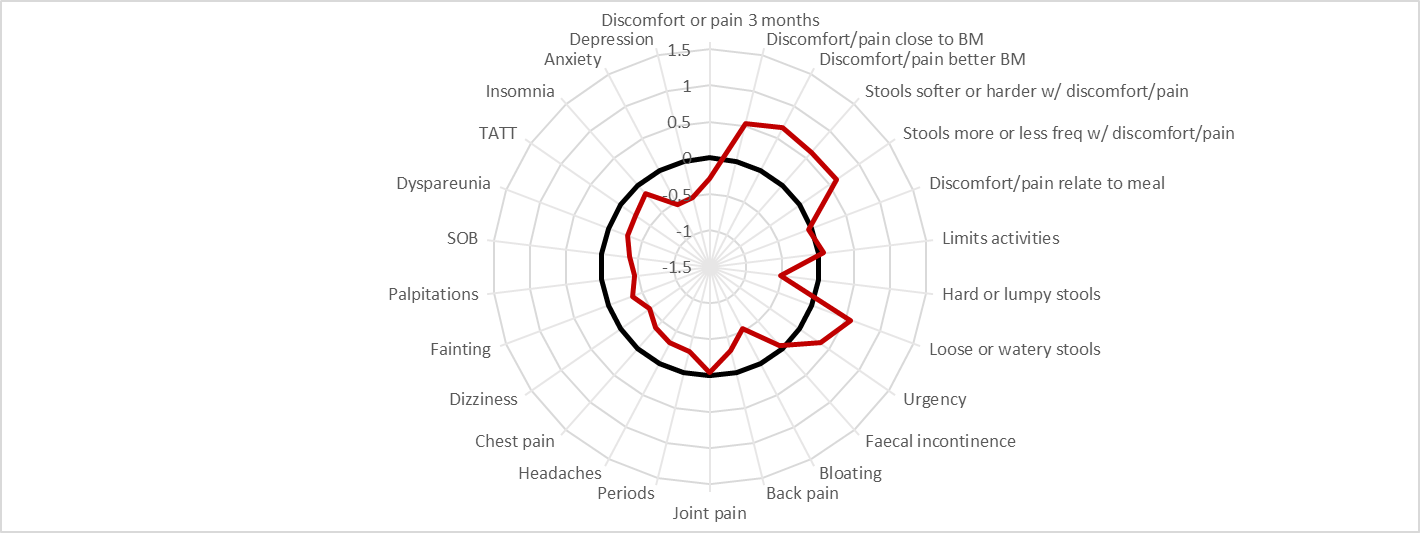 Discomfort or pain 3 months
Depression
Discomfort/pain close to BM
Anxiety
Discomfort/pain better BM
Insomnia
Stools softer or harder w/ discomfort/pain
TATT
Stools more or less freq w/ discomfort/pain
Dyspareunia
Discomfort/pain relate to meal
SOB
Limits activities
Palpitations
Hard or lumpy stools
Fainting
Loose or watery stools
Dizziness
Urgency
Chest pain
Faecal incontinence
Headaches
Bloating
Periods
Back pain
Joint pain
1.5
1
0.5
0
-0.5
-1
-1.5